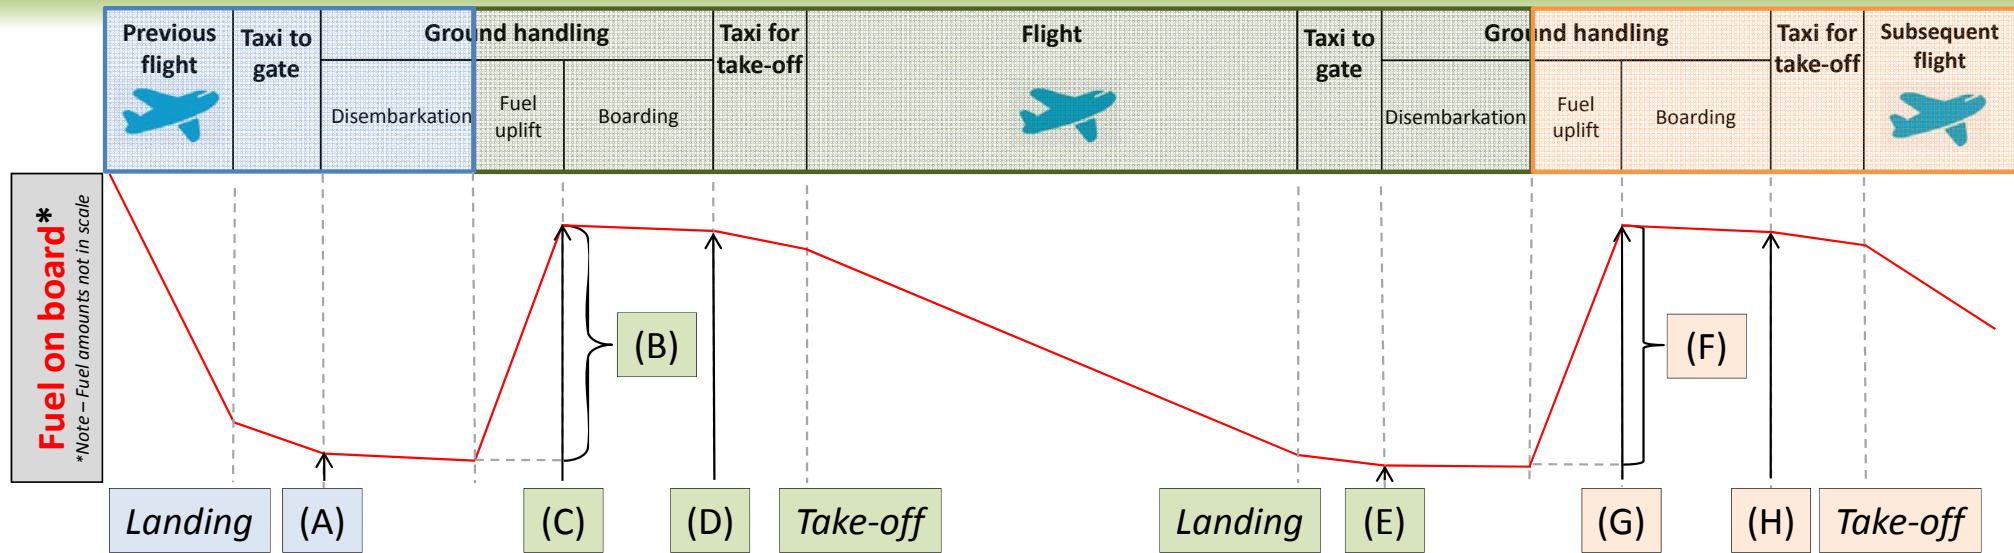 Previous
flight
Taxi to
gate
Ground handling
Disembarkation
Fuel
uplift
Boarding
Taxi for
take-off
Flight
Taxi to
gate
Ground handling
Disembarkation
Fuel
uplift
Boarding
Taxi for
take-off
Subsequent
flight
Fuel on board*
*Note – Fuel amounts not in scale
(B)
(F)
Landing
(A)
(C)
(D)
Take-off
Landing
(E)
(G)
(H)
Take-off